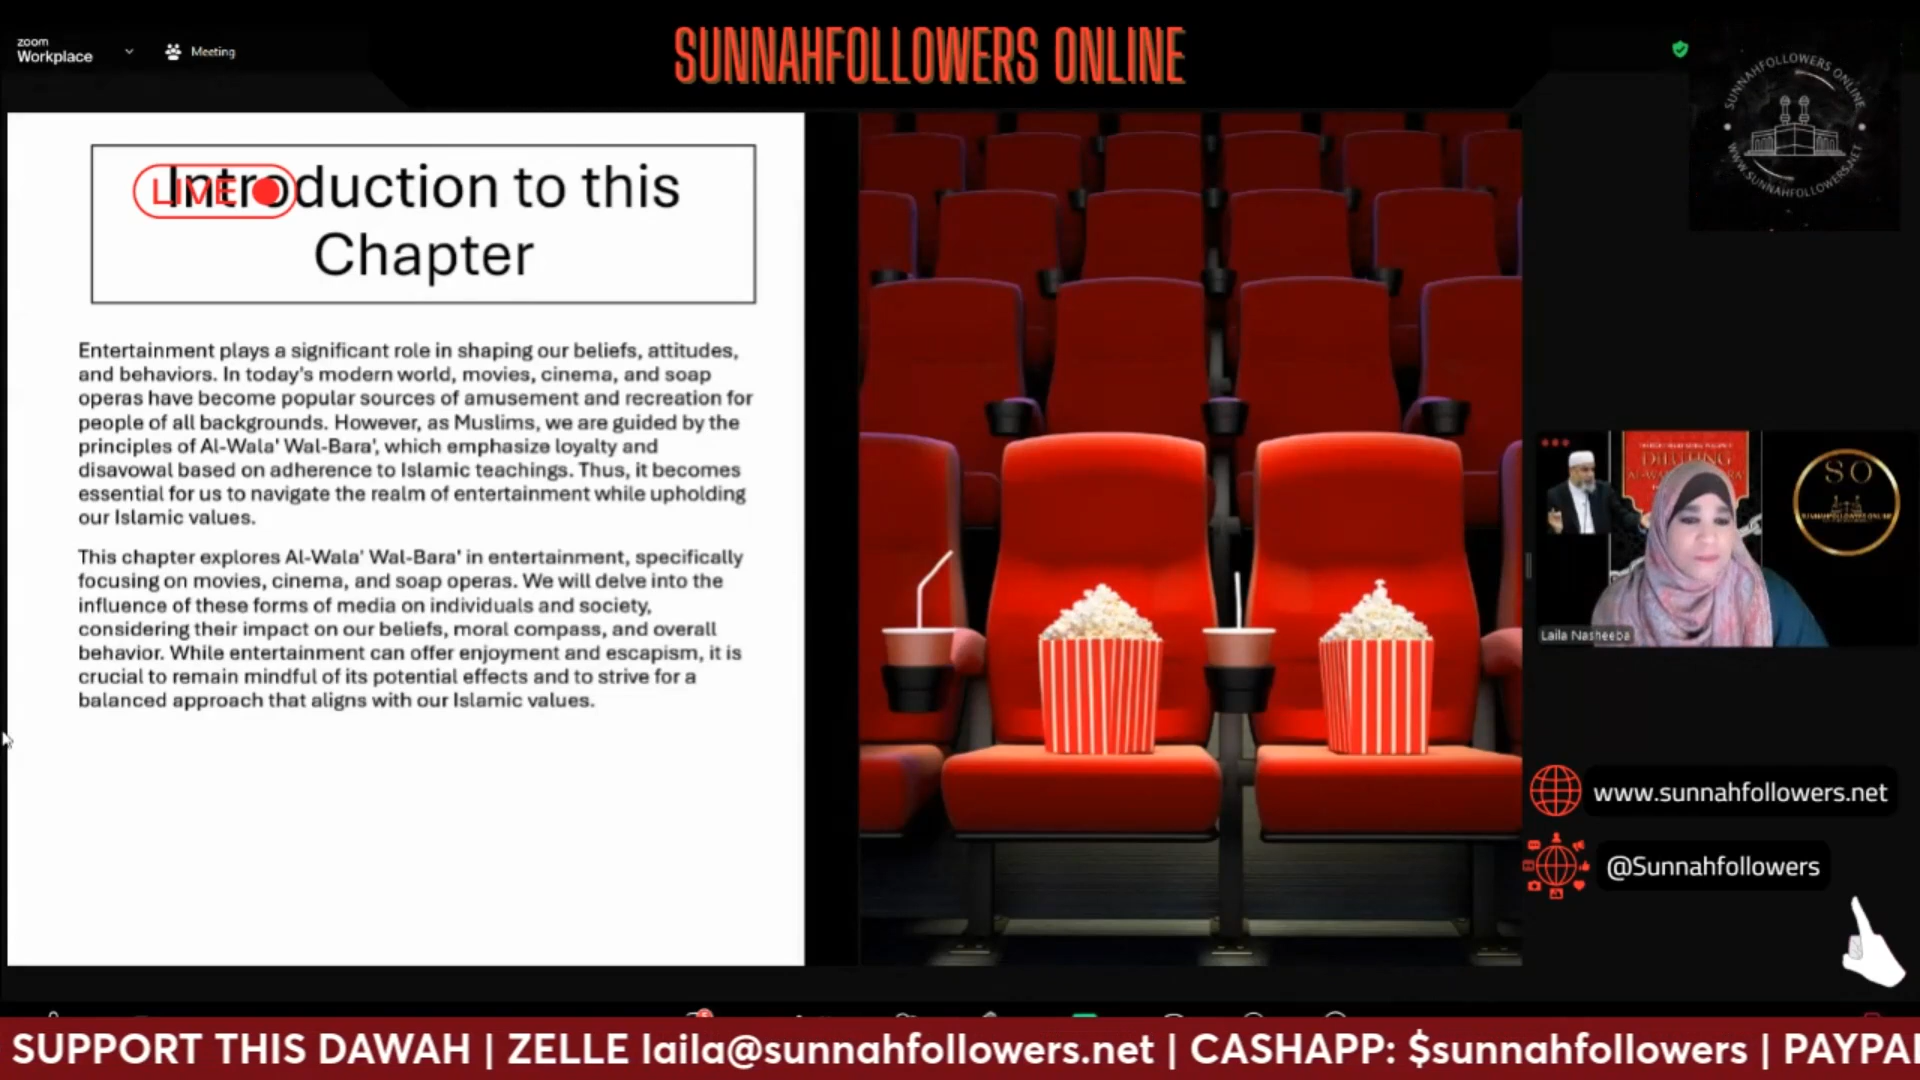 SUNNAHFOLLOWERS ONLINE
zoom
Workplace
Meeting
SUNNAHFOLLOWERS ONLINE
WWW.SUNNAHFOLLOWERS.NET
LIVE
Introduction to this
Chapter
Entertainment plays a significant role in shaping our beliefs, attitudes,
and behaviors. In today's modern world, movies, cinema, and soap
operas have become popular sources of amusement and recreation for
people of all backgrounds. However, as Muslims, we are guided by the
principles of Al-Wala' Wal-Bara', which emphasize loyalty and
disavowal based on adherence to Islamic teachings. Thus, it becomes
essential for us to navigate the realm of entertainment while upholding
our Islamic values.
This chapter explores Al-Wala' Wal-Bara' in entertainment, specifically
focusing on movies, cinema, and soap operas. We will delve into the
influence of these forms of media on individuals and society,
considering their impact on our beliefs, moral compass, and overall
behavior. While entertainment can offer enjoyment and escapism, it is
crucial to remain mindful of its potential effects and to strive for a
balanced approach that aligns with our Islamic values.
SO
SUNNAHFOLLOWERS ONLINE
Laila Nasheeba
www.sunnahfollowers.net
@Sunnahfollowers
SUPPORT THIS DAWAH | ZELLE laila@sunnahfollowers.net | CASHAPP: $sunnahfollowers | PAYPAL